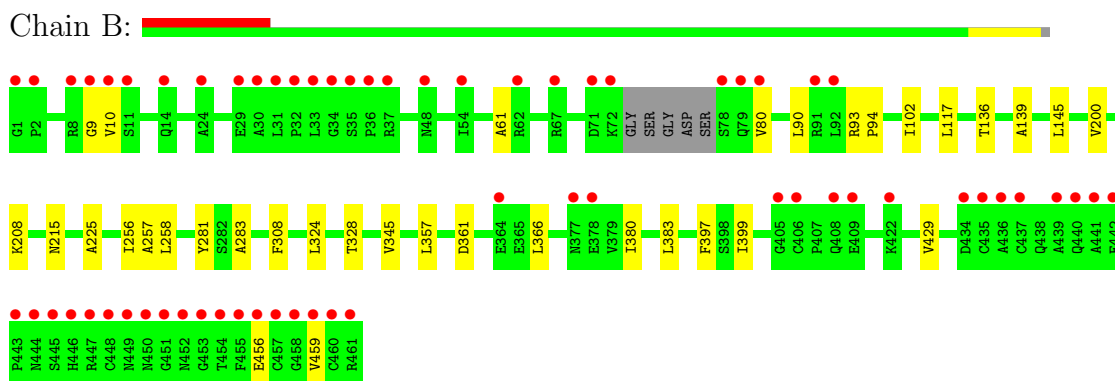 Chain B:
G1 P2 R8 G9 V10 S11 Q14 A24 E29 A30 L31 P32 L33 G34 S35 P36 R37 N48 I54 A61 R62 R67 D71 K72 GLY SER GLY ASP SER S78 Q79 V80 L90 R91 L92 R93 P94 I102 L117 T136 A139 L145 V200
K208 N215 A225 I256 A257 L258 Y281 S282 A283 F308 L324 T328 V345 L357 D361 E364 E365 L366 N377 E378 V379 I380 L383 F397 S398 I399 G405 C406 P407 Q408 E409 K422 V429 D434 C435 A436 C437 Q438 A439 Q440 A441
P443 N444 S445 H446 R447 C448 N449 N450 G451 N452 G453 T454 F455 E456 C457 G458 V459 C460 R461